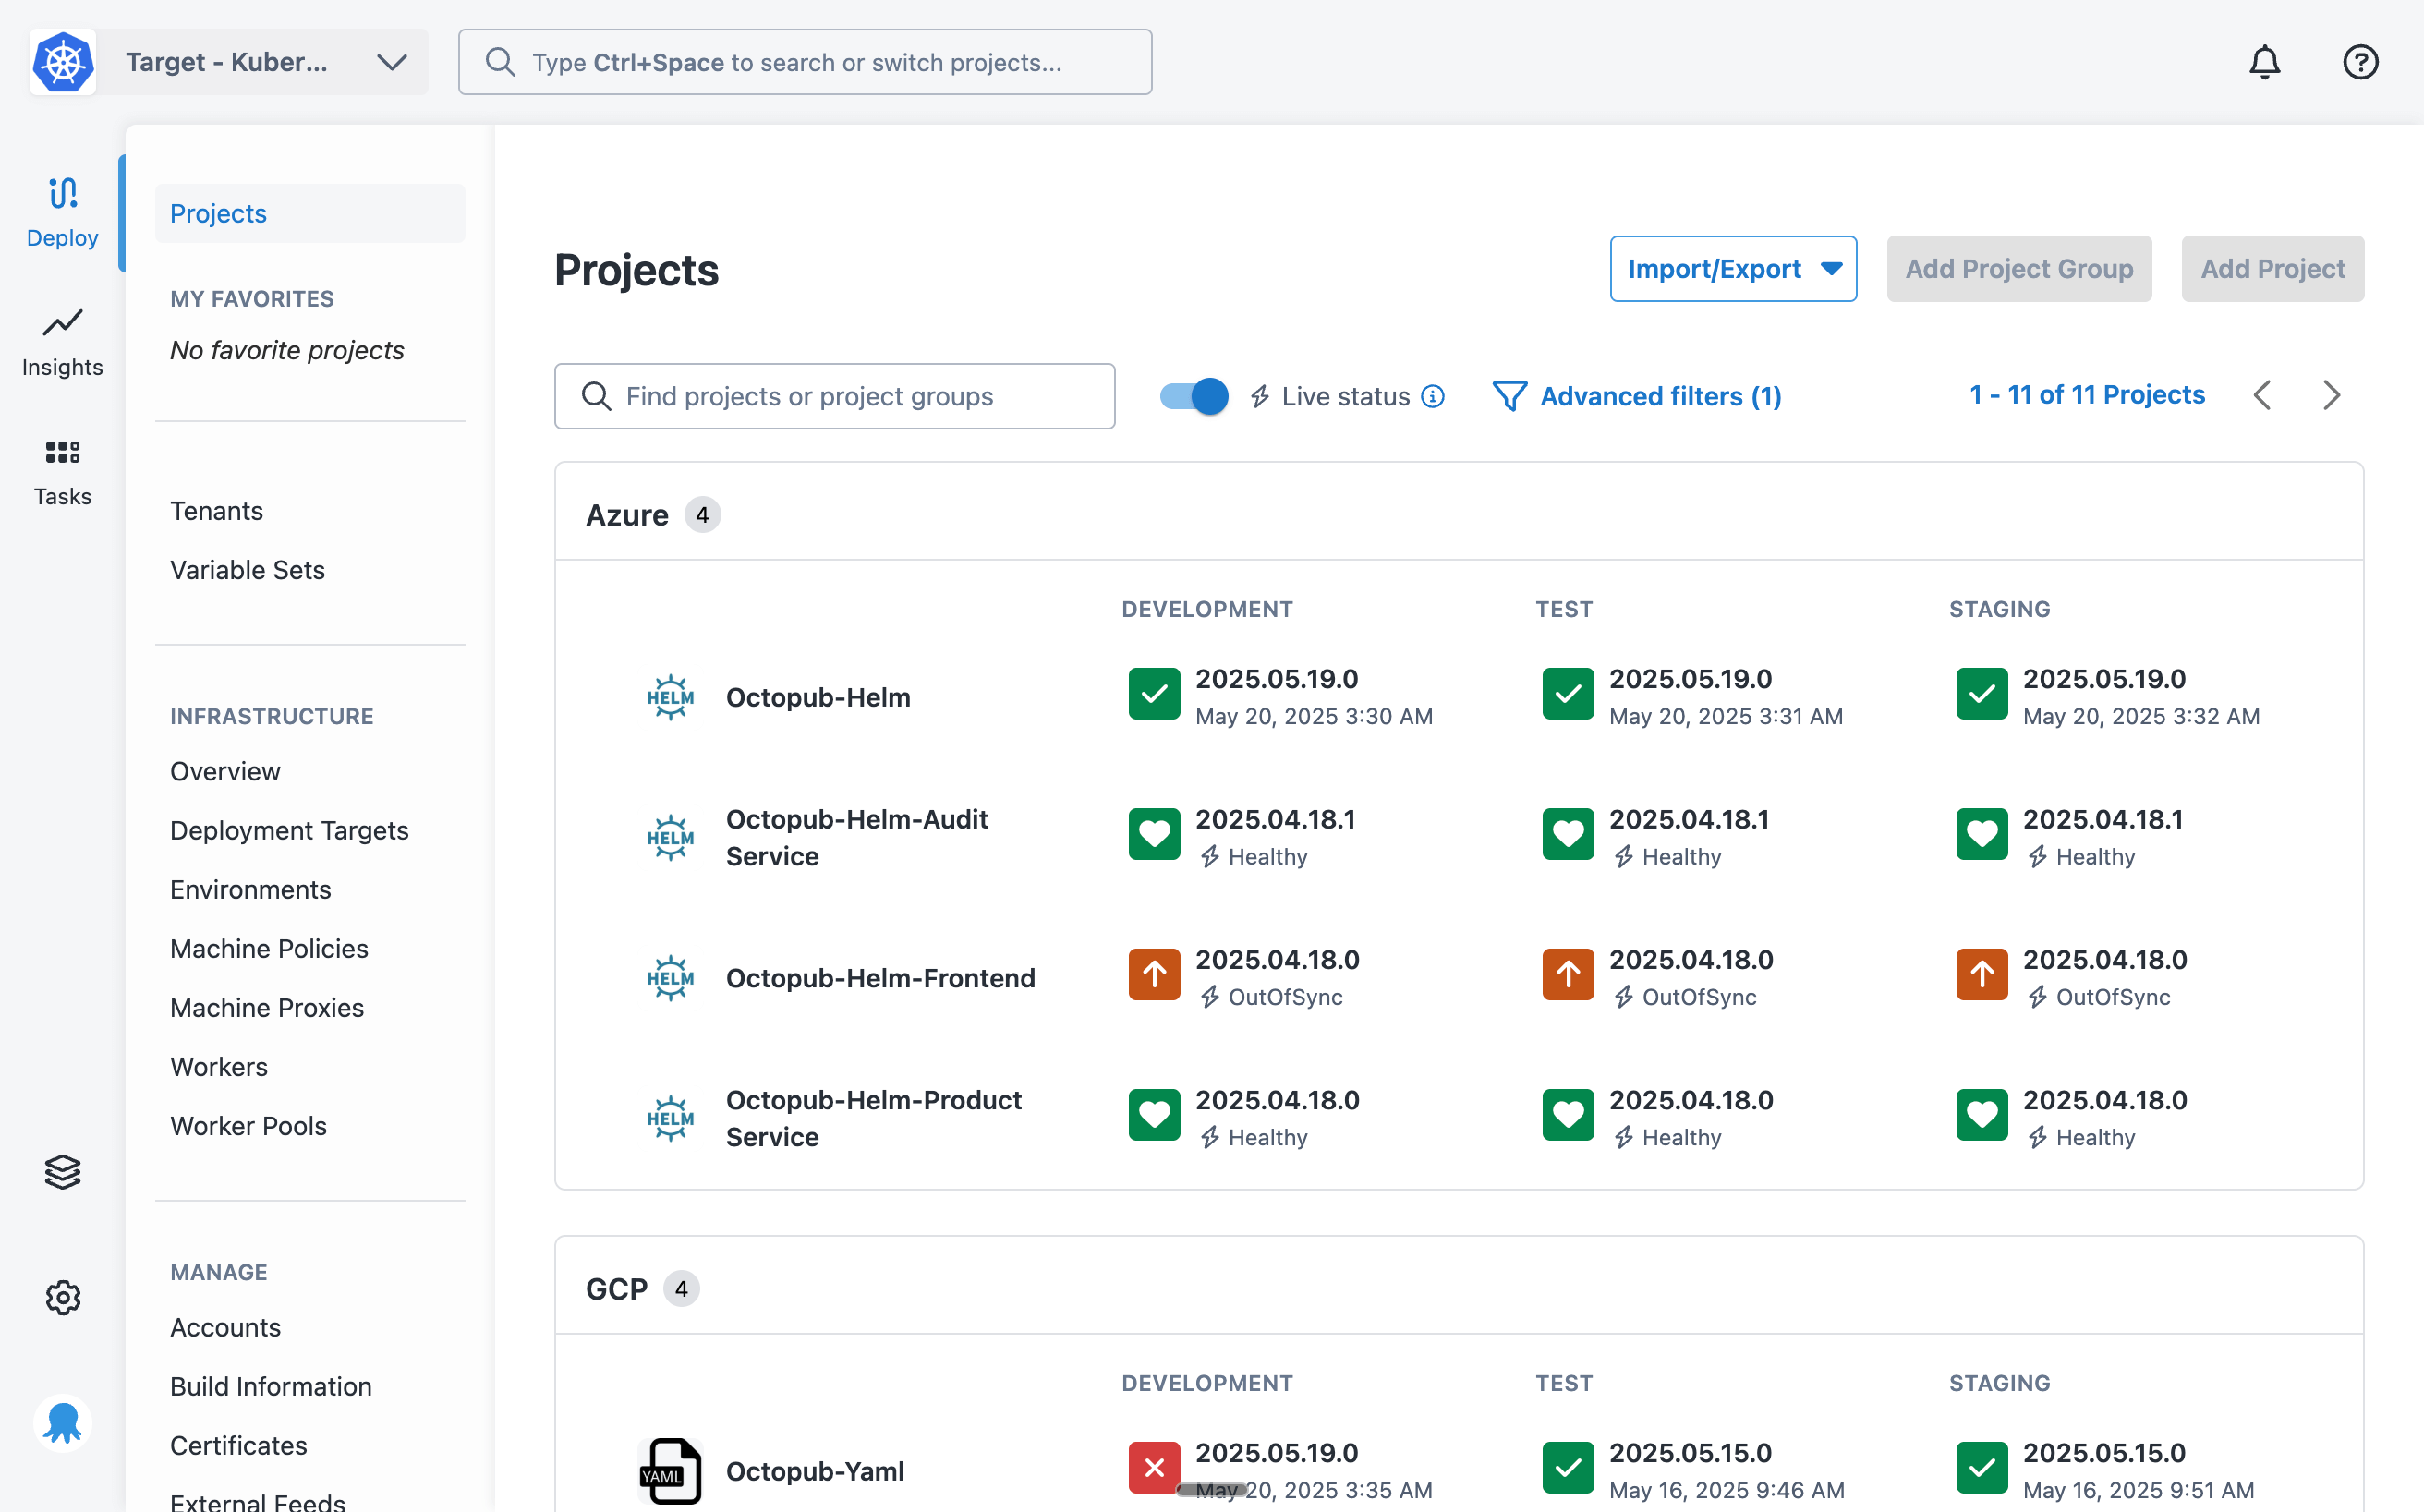 Target - Kuber...
Type Ctrl+Space to search or switch projects...
Deploy
Insights
Tasks
Projects
MY FAVORITES
No favorite projects
Tenants
Variable Sets
INFRASTRUCTURE
Overview
Deployment Targets
Environments
Machine Policies
Machine Proxies
Workers
Worker Pools
MANAGE
Accounts
Build Information
Certificates
External Feeds
Projects
Import/Export
Add Project Group
Add Project
Find projects or project groups
Live status
Advanced filters (1)
1 - 11 of 11 Projects
Azure 4
DEVELOPMENT TEST STAGING
HELM Octopub-Helm
2025.05.19.0
May 20, 2025 3:30 AM
2025.05.19.0
May 20, 2025 3:31 AM
2025.05.19.0
May 20, 2025 3:32 AM
HELM Octopub-Helm-Audit
Service
2025.04.18.1
Healthy
2025.04.18.1
Healthy
2025.04.18.1
Healthy
HELM Octopub-Helm-Frontend
2025.04.18.0
OutOfSync
2025.04.18.0
OutOfSync
2025.04.18.0
OutOfSync
HELM Octopub-Helm-Product
Service
2025.04.18.0
Healthy
2025.04.18.0
Healthy
2025.04.18.0
Healthy
GCP 4
DEVELOPMENT TEST STAGING
YAML Octopub-Yaml
2025.05.19.0
May 20, 2025 3:35 AM
2025.05.15.0
May 16, 2025 9:46 AM
2025.05.15.0
May 16, 2025 9:51 AM